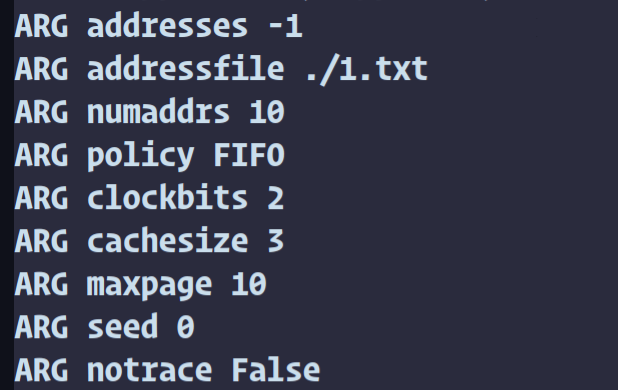 ARG addresses -1
ARG addressfile ./1.txt
ARG numaddrs 10
ARG policy FIFO
ARG clockbits 2
ARG cachesize 3
ARG maxpage 10
ARG seed 0
ARG notrace False